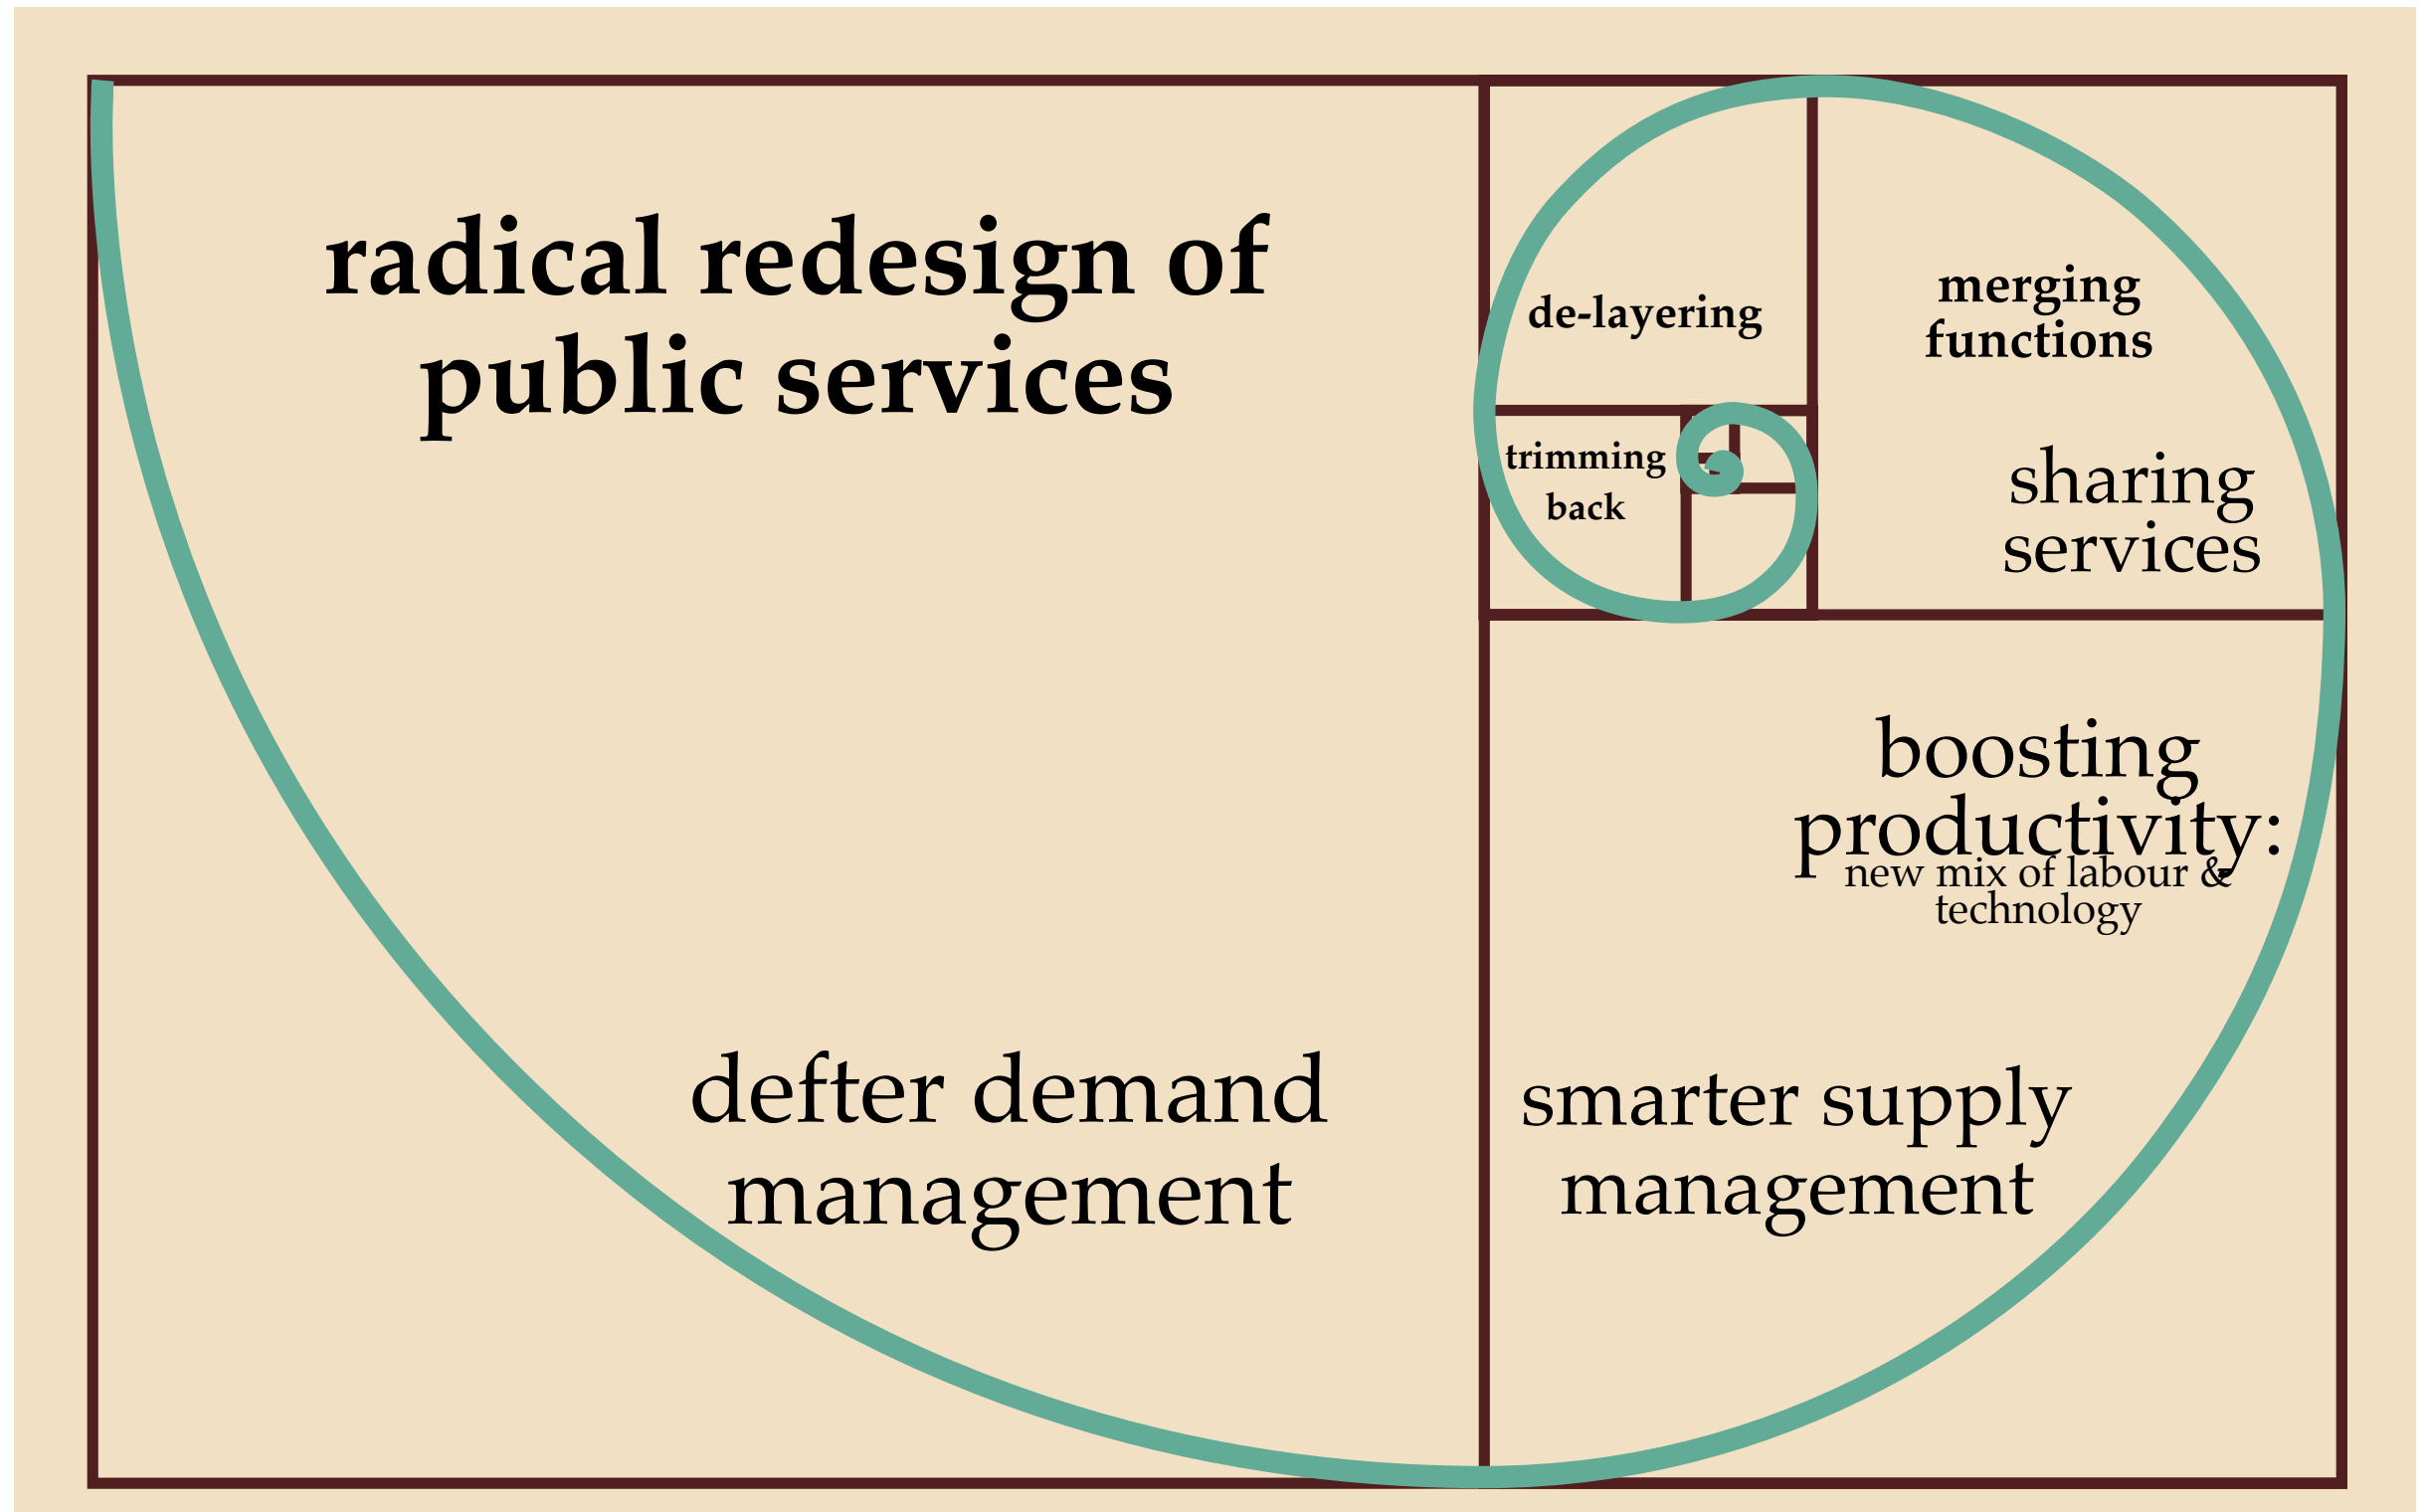 radical redesign of
public services
de-layering
merging
functions
trimming
back
sharing
services
boosting
productivity:
new mix of labour &
technology
defter demand
management
smarter supply
management